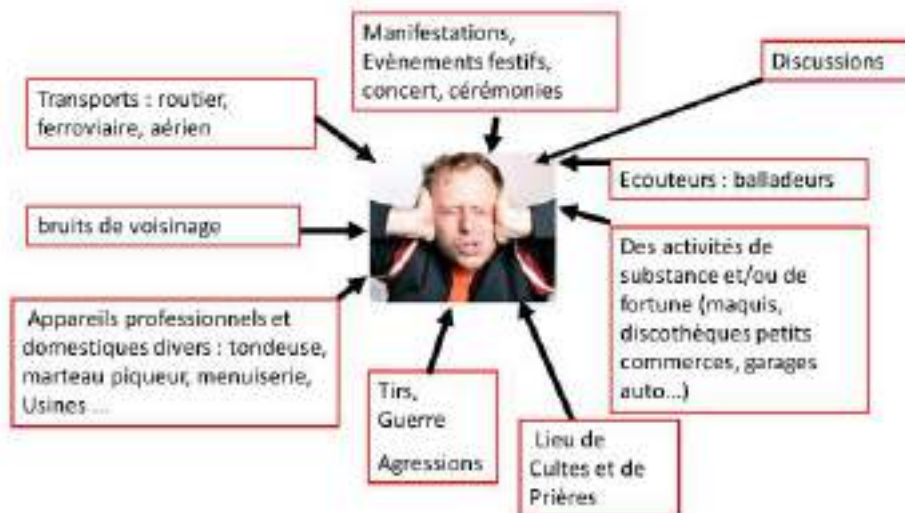 Manifestations,
Evènements festifs,
concert, cérémonies
Discussions
Transports : routier,
ferroviaire, aérien
Ecouteurs : balladeurs
bruits de voisinage
Des activités de
substance et/ou de
fortune (maquis,
discothèques petits
commerces, garages
auto...)
Appareils professionnels et
domestiques divers : tondeuse,
marteau piqueur, menuiserie,
Usines ...
Tirs,
Guerre
Agressions
Lieu de
Cultes et de
Prières